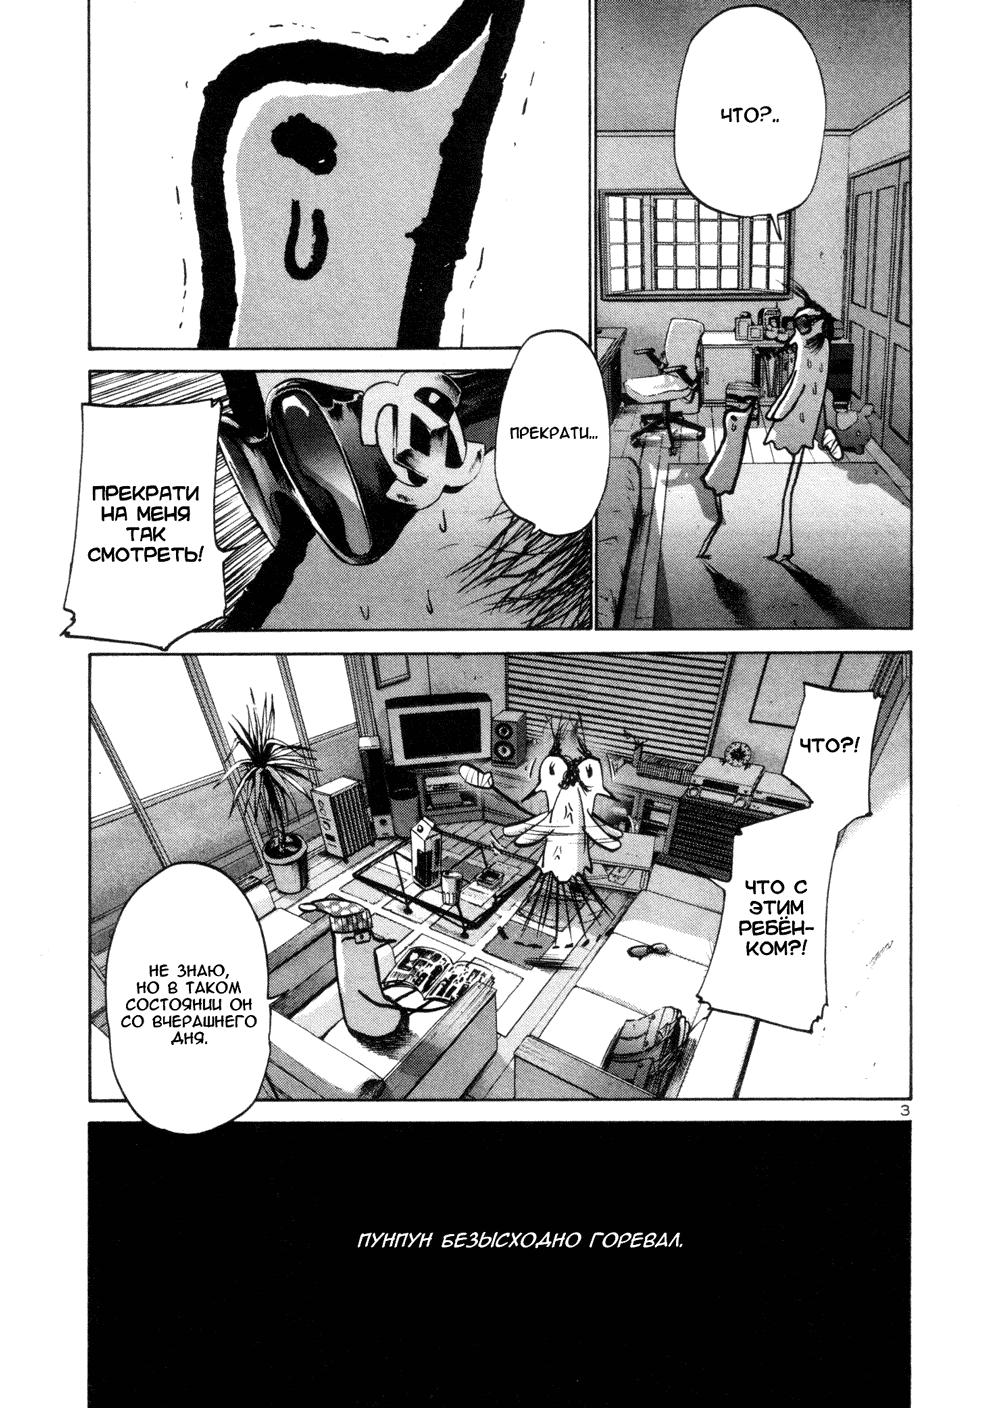 ЧТО?..
ПРЕКРАТИ...
ПРЕКРАТИ
НА МЕНЯ
ТАК
СМОТРЕТЬ!
ЧТО?!
ЧТО С
ЭТИМ
РЕБЁН-
КОМ?!
НЕ ЗНАЮ,
НО В ТАКОМ
СОСТОЯНИИ ОН
СО ВЧЕРАШНЕГО
ДНЯ.
3
ПУНПУН БЕЗЫСХОДНО ГОРЕВАЛ.